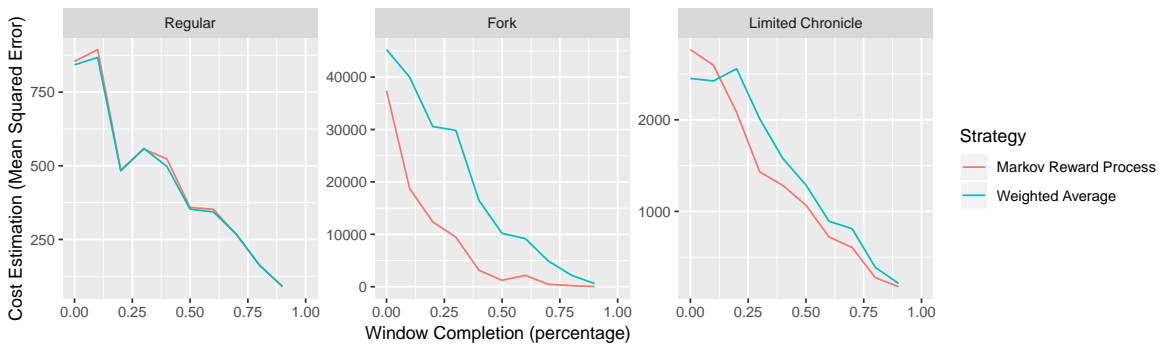 Regular
Fork
Limited Chronicle
Cost Estimation (Mean Squared Error)
750
500
250
0.00 0.25 0.50 0.75 1.00
40000
30000
20000
10000
0
0.00 0.25 0.50 0.75 1.00
2000
1000
0.00 0.25 0.50 0.75 1.00
Window Completion (percentage)
Strategy
Markov Reward Process
Weighted Average